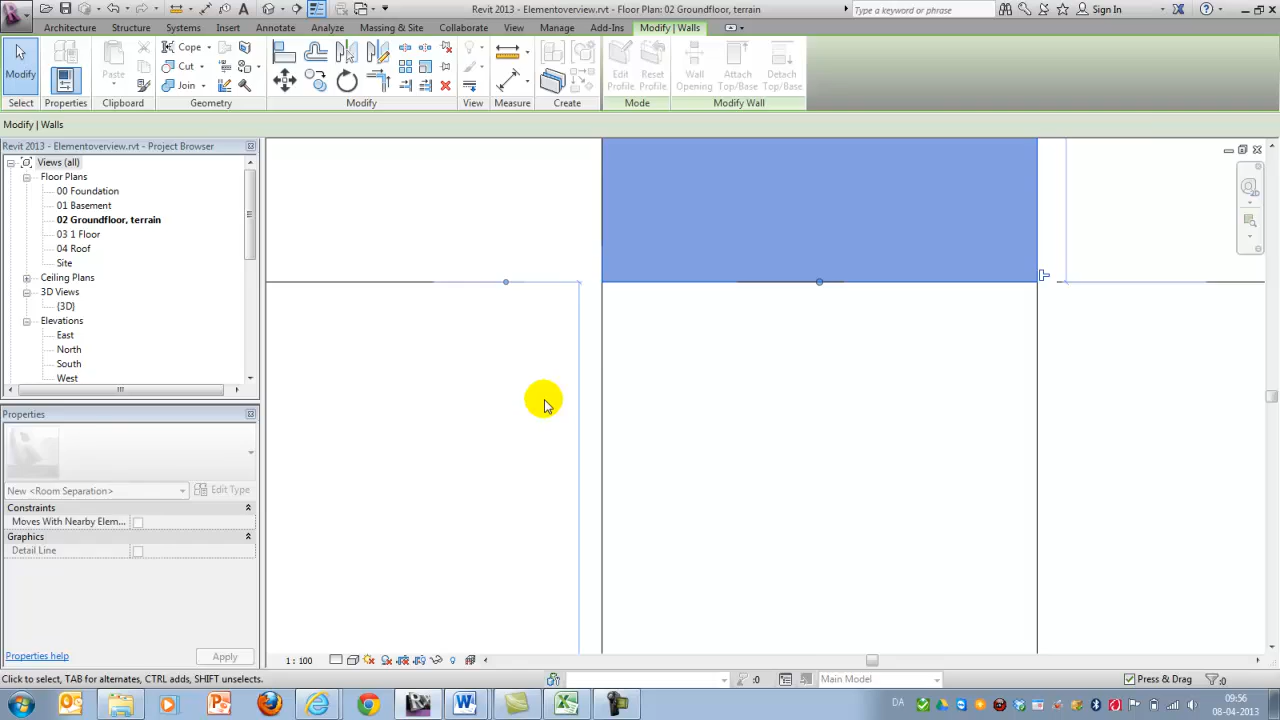 Revit 2013 - Elementoverview.rvt - Floor Plan: 02 Groundfloor, terrain
Type a keyword or phrase
Sign In
Architecture Structure Systems Insert Annotate Analyze Massing & Site Collaborate View Manage Add-Ins Modify | Walls
Modify
Paste
Cope
Cut
Join
Edit Profile
Reset Profile
Wall Opening
Attach Top/Base
Detach Top/Base
Select Properties Clipboard Geometry Modify View Measure Create Mode Modify Wall
Modify | Walls
Revit 2013 - Elementoverview.rvt - Project Browser
Views (all)
Floor Plans
00 Foundation
01 Basement
02 Groundfloor, terrain
03 1 Floor
04 Roof
Site
Ceiling Plans
3D Views
{3D}
Elevations
East
North
South
West
Properties
New <Room Separation>
Edit Type
Constraints
Moves With Nearby Elem...
Graphics
Detail Line
Properties help
Apply
1 : 100
Click to select, TAB for alternates, CTRL adds, SHIFT unselects.
:0
Main Model
Press & Drag
:0
DA
09:56
08-04-2013